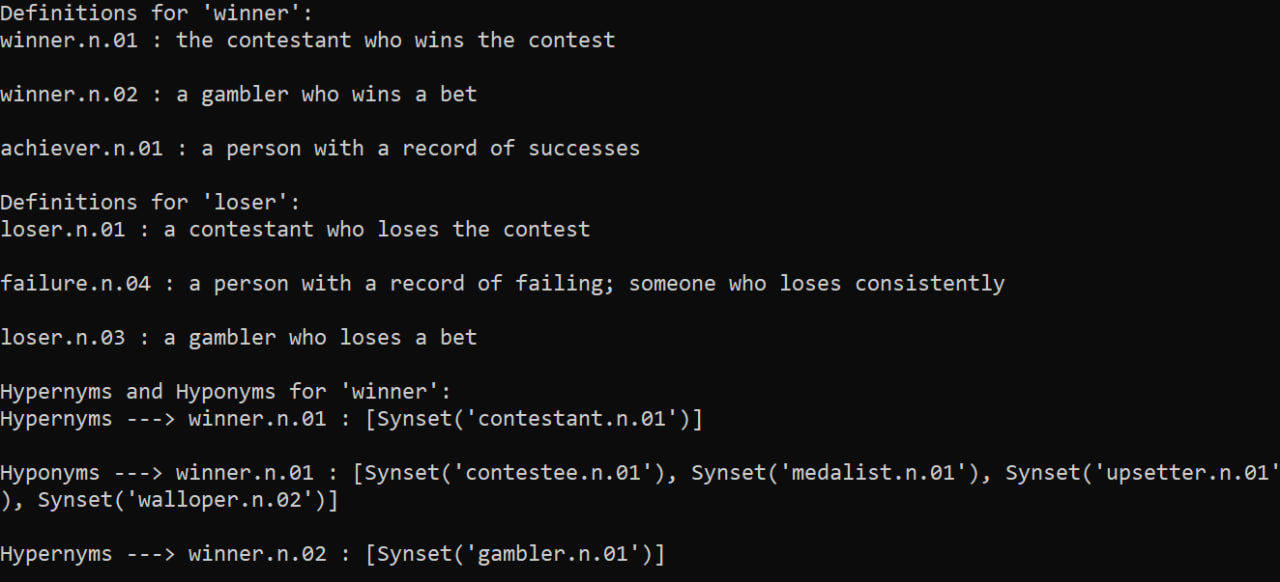 Definitions for 'winner':
winner.n.01 : the contestant who wins the contest
winner.n.02 : a gambler who wins a bet
achiever.n.01 : a person with a record of successes
Definitions for 'loser':
loser.n.01 : a contestant who loses the contest
failure.n.04 : a person with a record of failing; someone who loses consistently
loser.n.03 : a gambler who loses a bet
Hypernyms and Hyponyms for 'winner':
Hypernyms ---> winner.n.01 : [Synset('contestant.n.01')]
Hyponyms ---> winner.n.01 : [Synset('contestee.n.01'), Synset('medalist.n.01'), Synset('upsetter.n.01'
), Synset('walloper.n.02')]
Hypernyms ---> winner.n.02 : [Synset('gambler.n.01')]